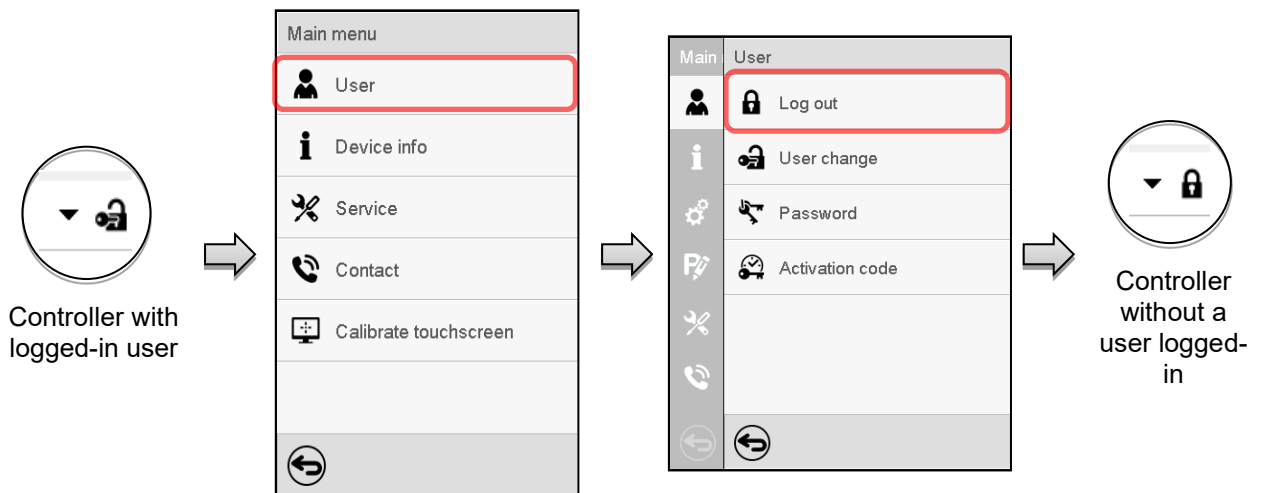 Controller with
logged-in user
Main menu
User
Device info
Service
Contact
Calibrate touchscreen
Main
User
Log out
User change
Password
Activation code
Controller
without a
user logged-
in